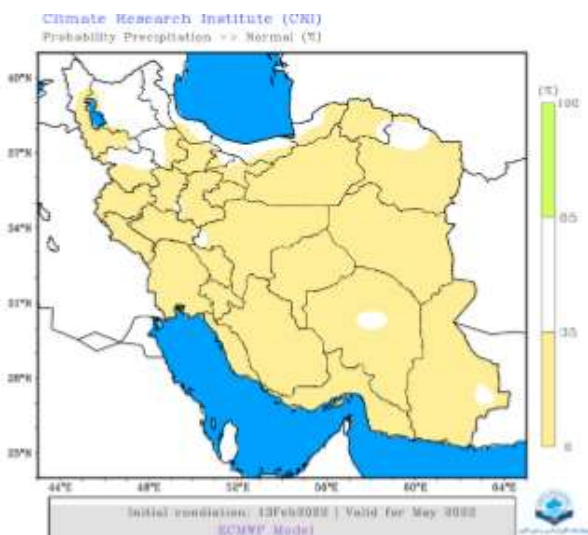 Climate Research Institute (CRI)
Probability Precipitation >> Normal (%)
(%)
100
65
35
0
40°N
37°N
34°N
31°N
28°N
25°N
44°E 48°E 52°E 56°E 60°E 64°E
Initial condition: 13Feb2022 | Valid for May 2022
ECMWF Model